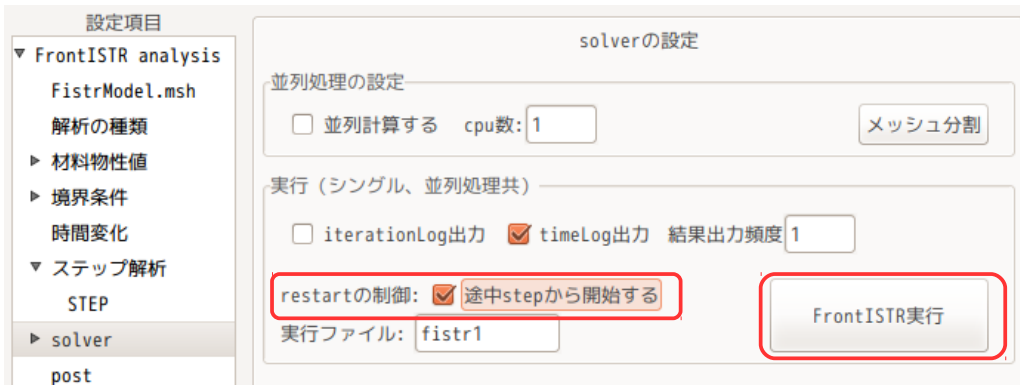 設定項目
FrontISTR analysis
FistrModel.msh
解析の種類
材料物性値
境界条件
時間変化
ステップ解析
STEP
solver
post
solverの設定
並列処理の設定
並列計算する cpu数: 1 メッシュ分割
実行（シングル、並列処理共）
iterationLog出力 timeLog出力 結果出力頻度 1
restartの制御: 途中stepから開始する
実行ファイル: fistr1
FrontISTR実行